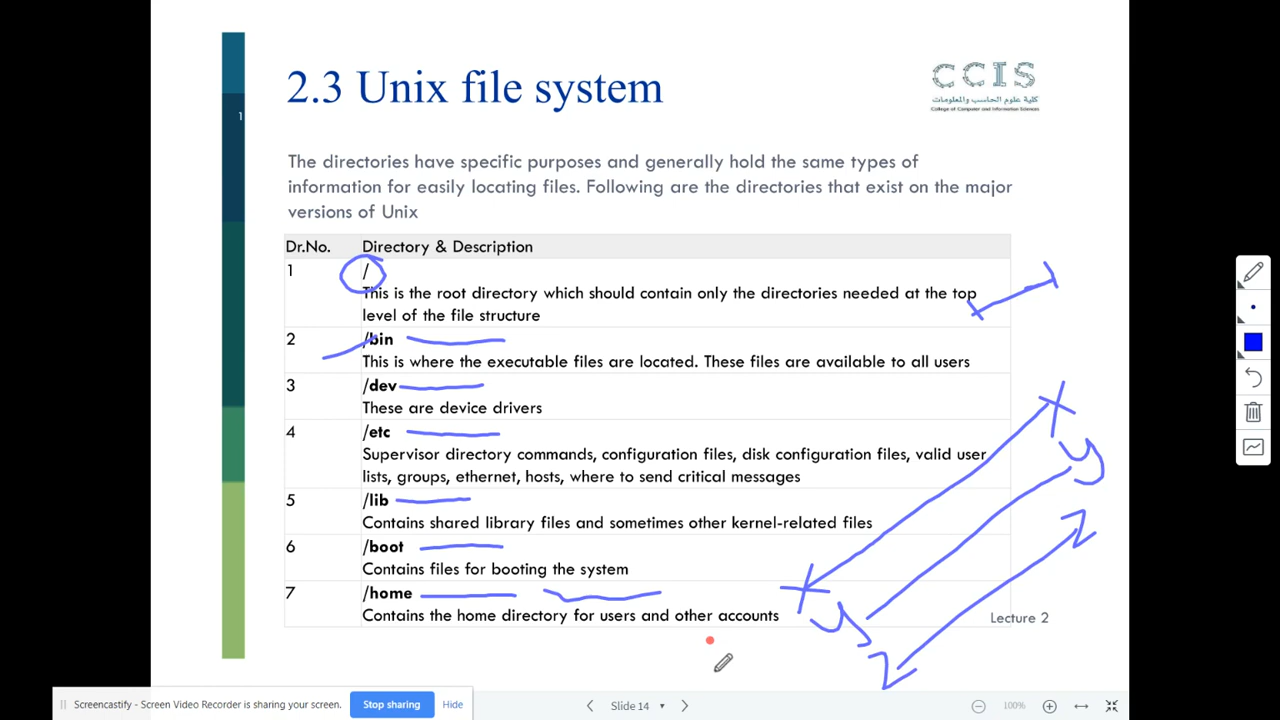 2.3 Unix file system
CCIS
كلية علوم الحاسب والمعلومات
College of Computer and Information Sciences
1
The directories have specific purposes and generally hold the same types of
information for easily locating files. Following are the directories that exist on the major
versions of Unix
Dr.No. Directory & Description
1 /
This is the root directory which should contain only the directories needed at the top
level of the file structure
2 /bin
This is where the executable files are located. These files are available to all users
3 /dev
These are device drivers
4 /etc
Supervisor directory commands, configuration files, disk configuration files, valid user
lists, groups, ethernet, hosts, where to send critical messages
5 /lib
Contains shared library files and sometimes other kernel-related files
6 /boot
Contains files for booting the system
7 /home
Contains the home directory for users and other accounts
x
y
z
x
y
z
Lecture 2
Screencastify - Screen Video Recorder is sharing your screen. Stop sharing Hide
Slide 14
100%